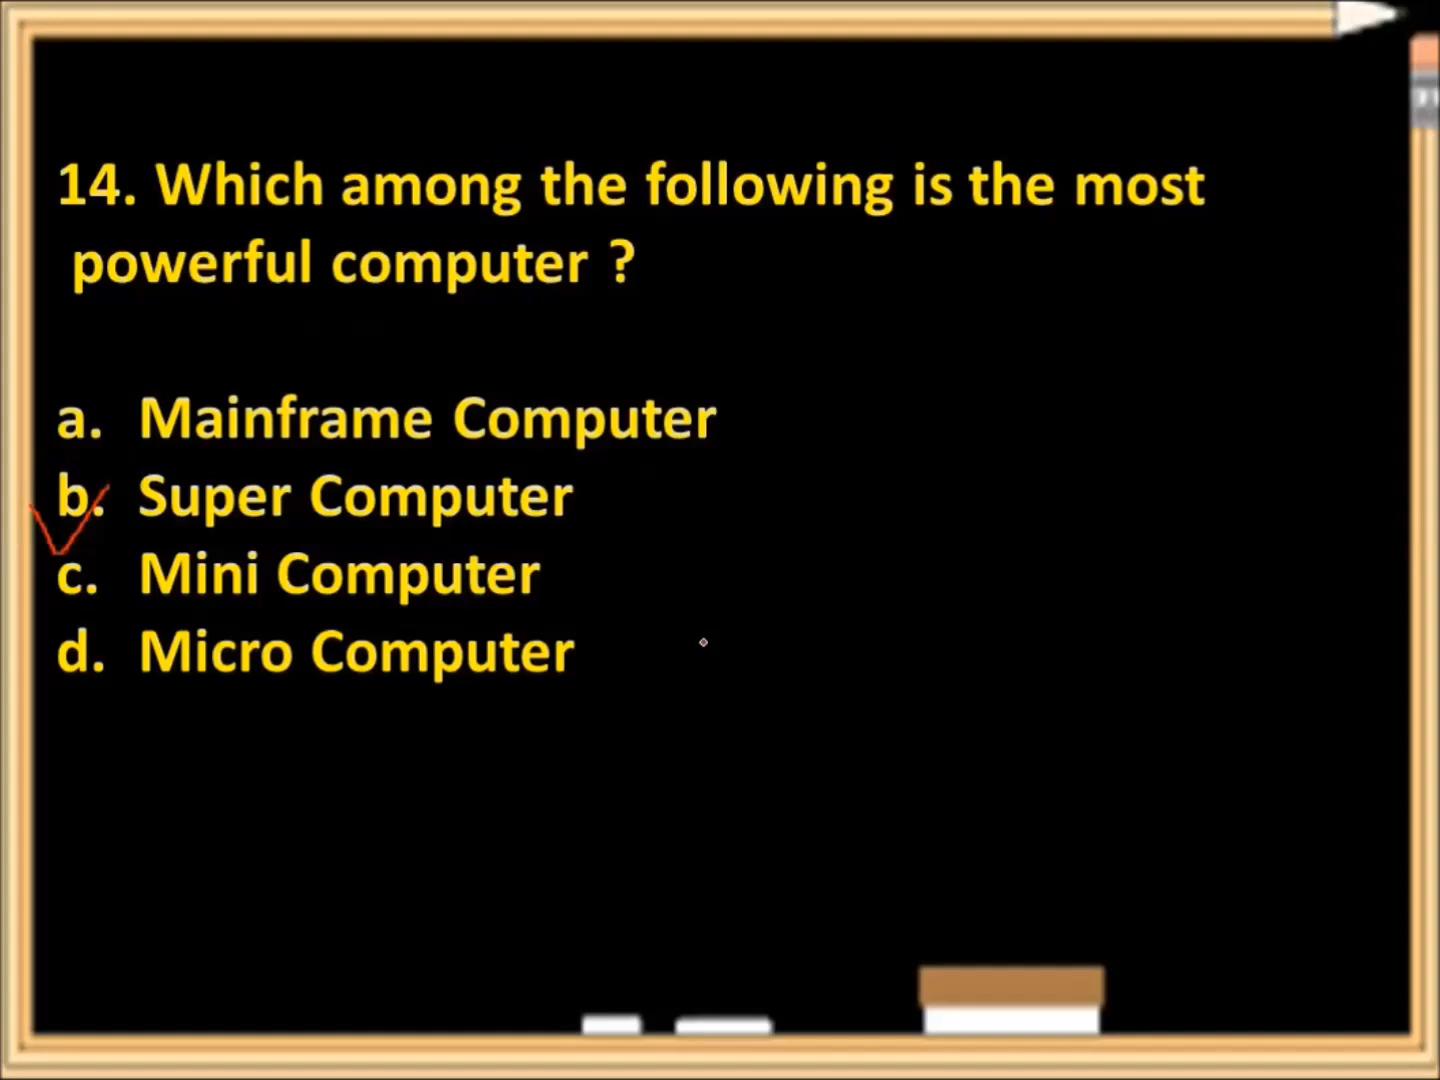 14. Which among the following is the most
powerful computer ?
a. Mainframe Computer
b. Super Computer
c. Mini Computer
d. Micro Computer